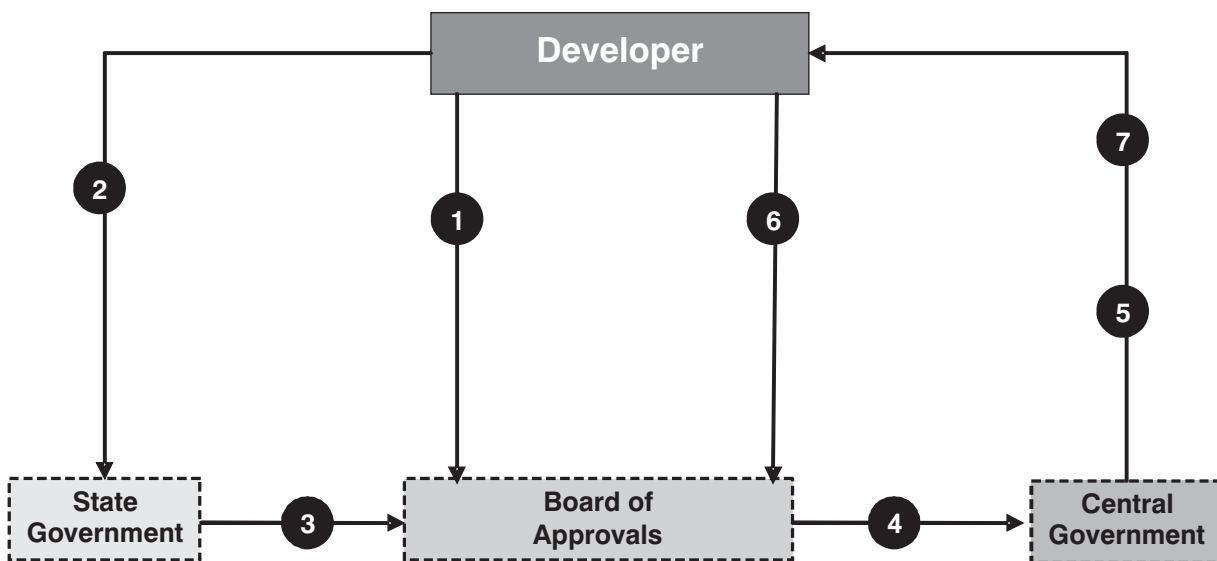 Developer
7
2
1
6
5
State
Government
3
Board of
Approvals
4
Central
Government